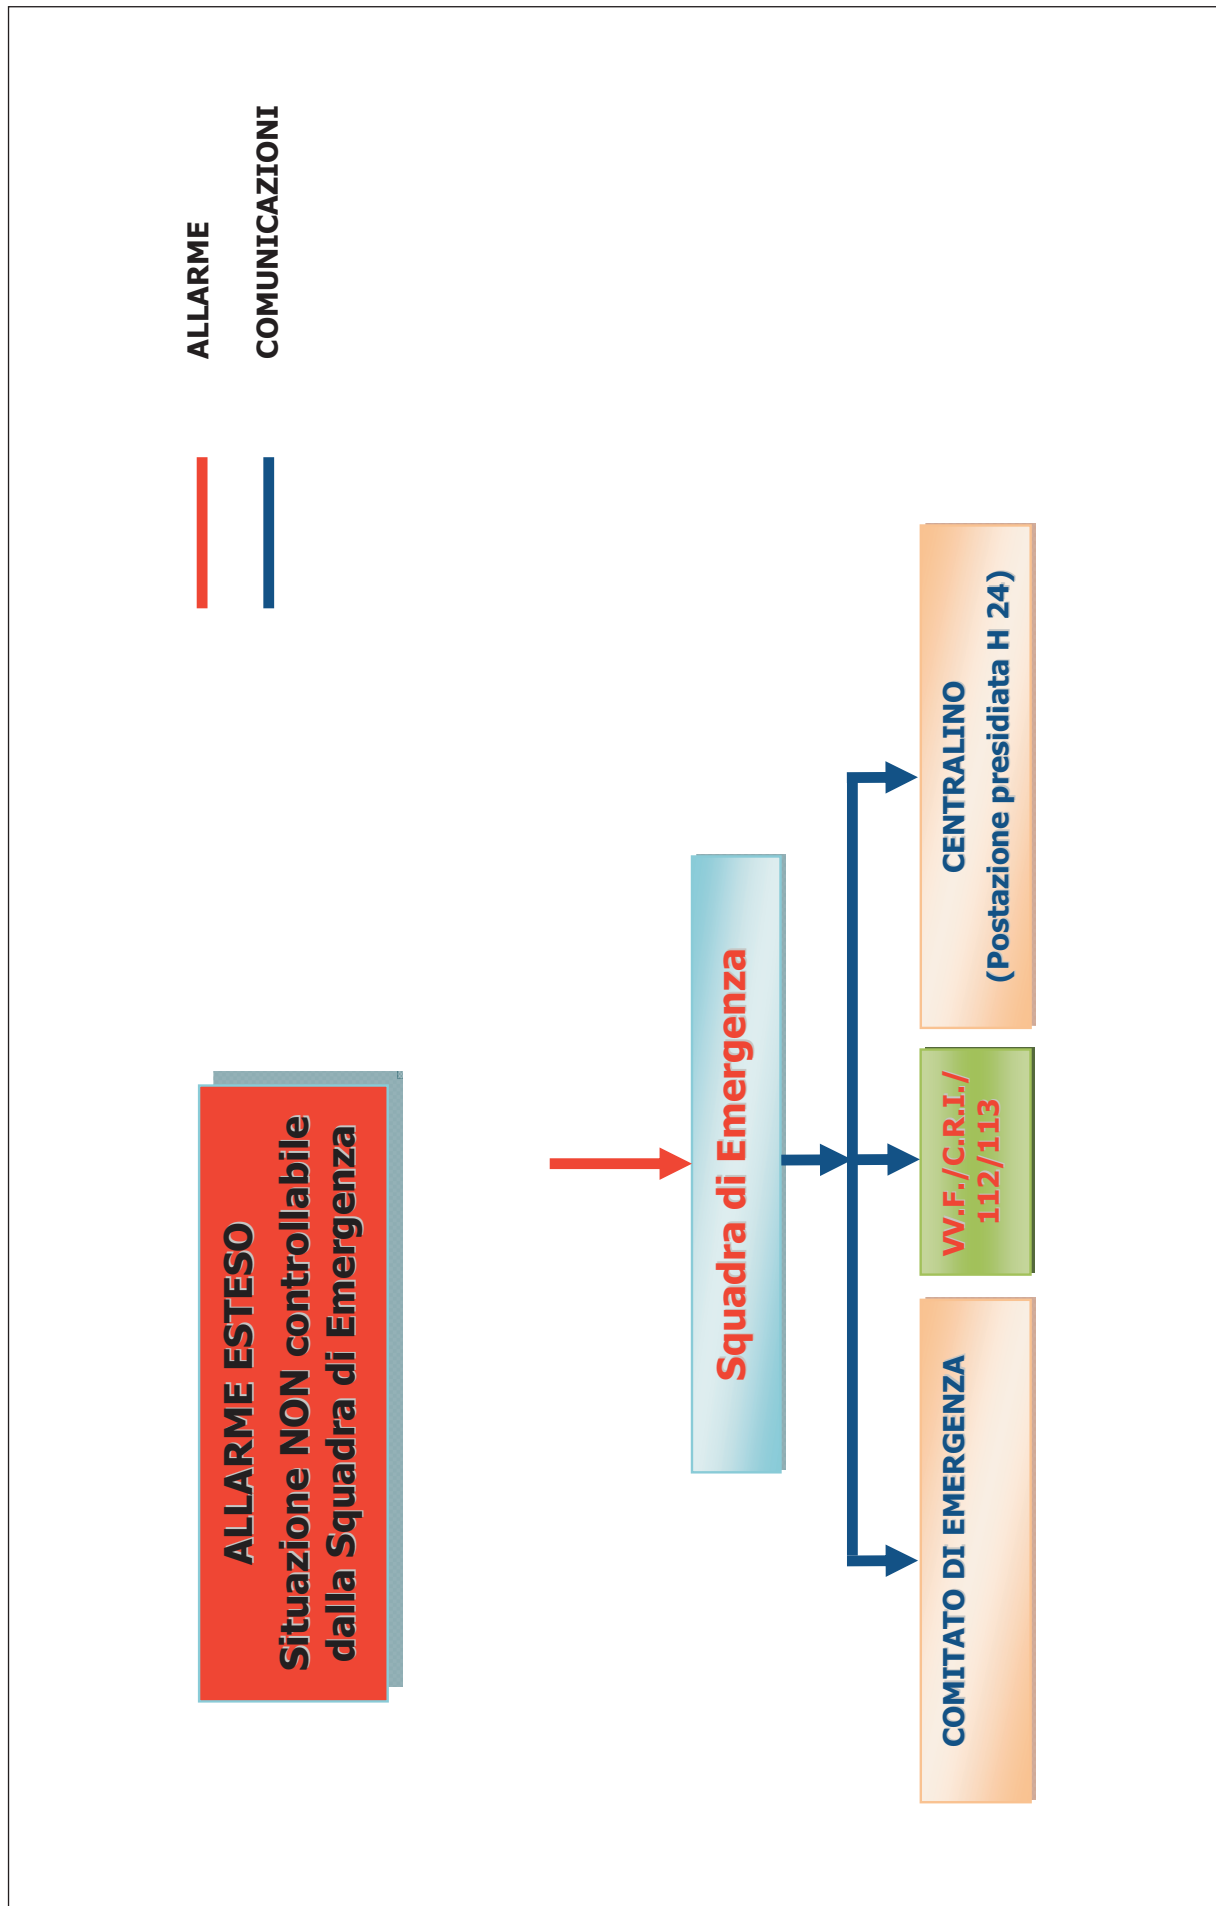 ALLARME ESTESO
Situazione NON controllabile
dalla Squadra di Emergenza
ALLARME
COMUNICAZIONI
Squadra di Emergenza
COMITATO DI EMERGENZA
VV.F./C.R.I./
112/113
CENTRALINO
(Postazione presidiata H 24)